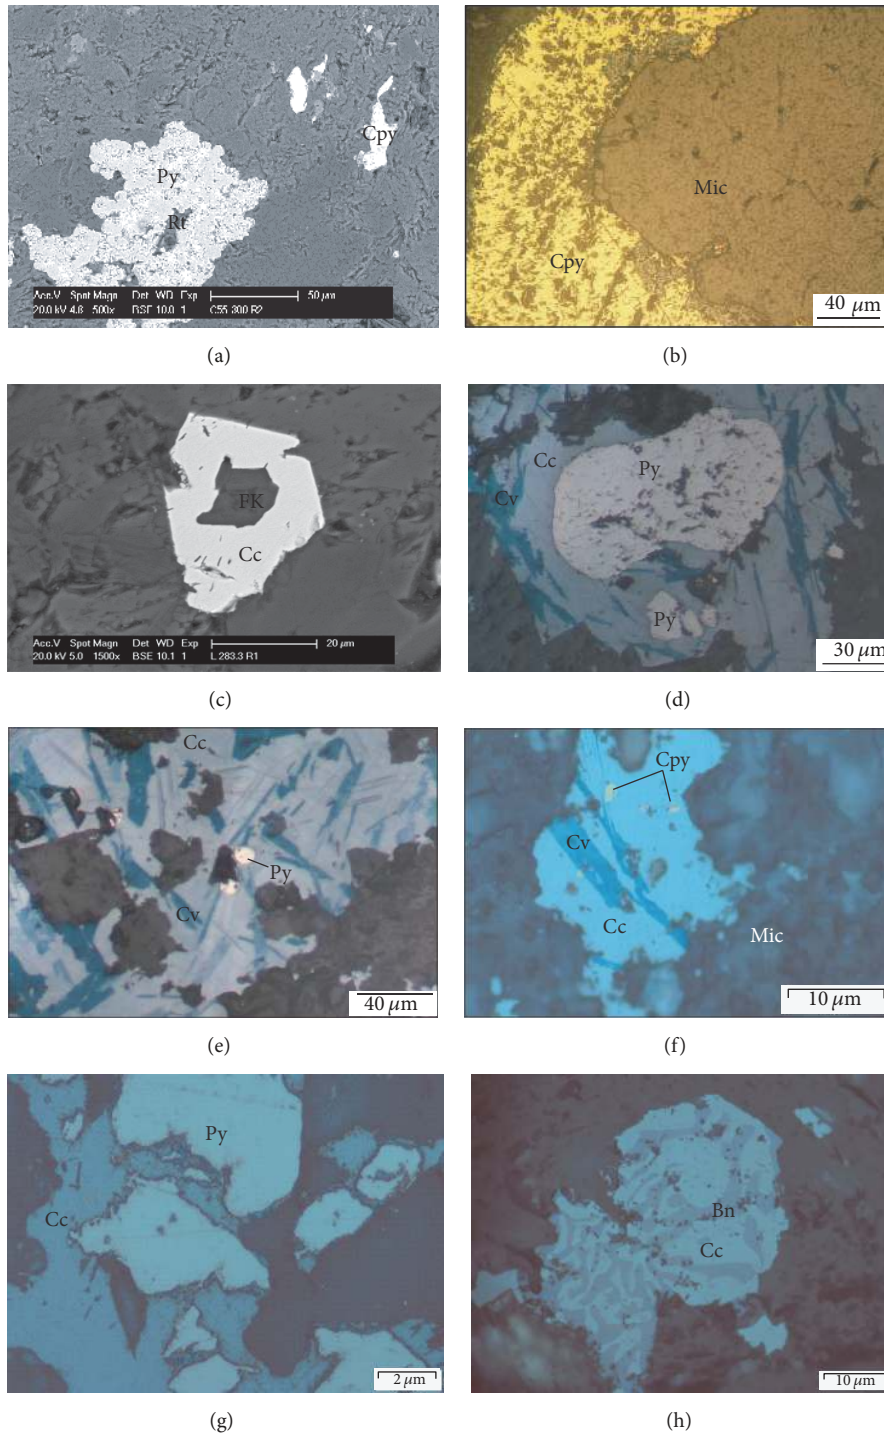 Py
Rt
Cpy
Acc.V Spot Magn Det WD Exp 50 µm
20.0 kV 4.6 500x BSE 10.0 1 C55 300 R2
(a)
Mic
Cpy
40 µm
(b)
FK
Cc
Acc.V Spot Magn Det WD Exp 20 µm
20.0 kV 5.0 1500x BSE 10.1 1 L 283.3 R1
(c)
Cc
Py
Cv
Py
30 µm
(d)
Cc
Py
Cv
40 µm
(e)
Cpy
Cv
Cc
Mic
10 µm
(f)
Py
Cc
2 µm
(g)
Bn
Cc
10 µm
(h)